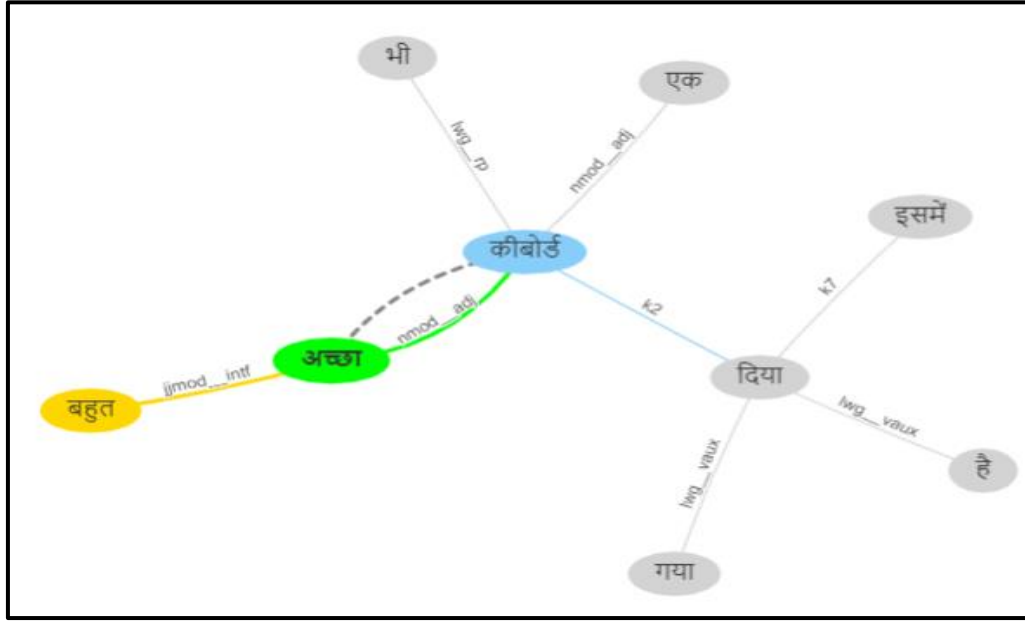 भी
एक
lwg__rp
nmod__adj
इसमें
कीबोर्ड
k7
k2
nmod__adj
अच्छा
दिया
jjmod__intf
बहुत
lwg__vaux
है
lwg__vaux
गया